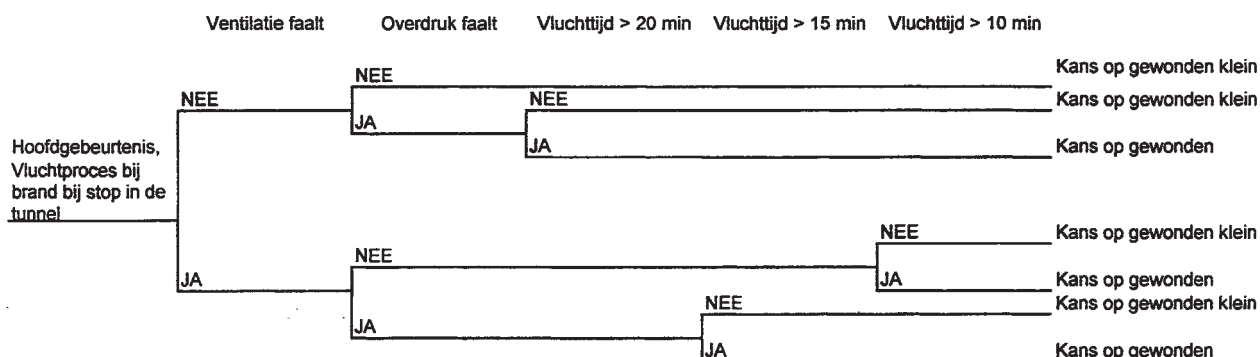 Ventilatie faalt Overdruk faalt Vluchttijd > 20 min Vluchttijd > 15 min Vluchttijd > 10 min
NEE Kans op gewonden klein
NEE NEE Kans op gewonden klein
JA
Hoofdgebeurtenis,
Vluchtproces bij
brand bij stop in de
tunnel
JA Kans op gewonden
NEE Kans op gewonden klein
NEE
JA JA Kans op gewonden
NEE Kans op gewonden klein
JA
JA Kans op gewonden